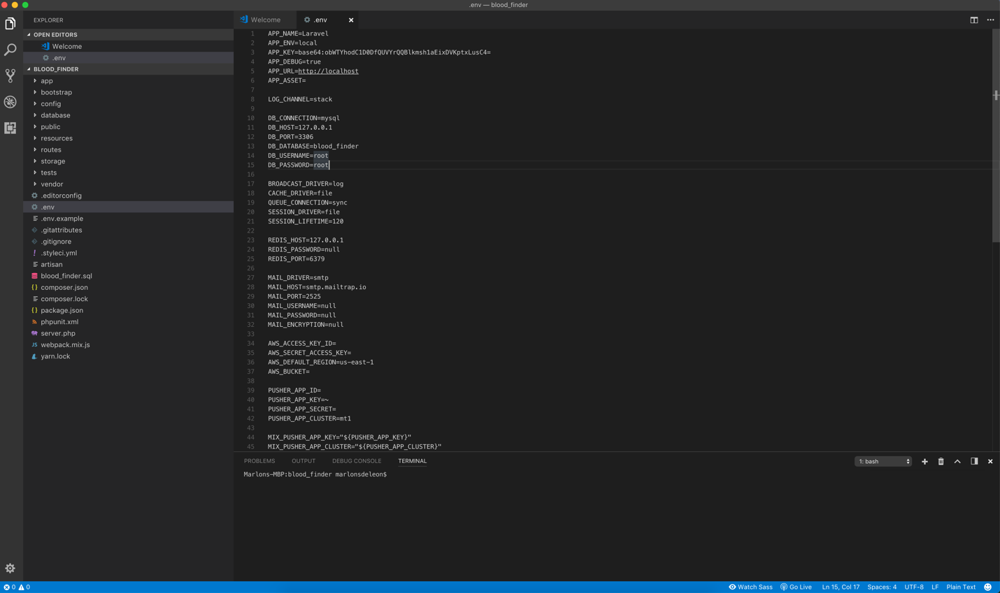 .env — blood_finder
EXPLORER
OPEN EDITORS
Welcome
.env
BLOOD_FINDER
app
bootstrap
config
database
public
resources
routes
storage
tests
vendor
.editorconfig
.env
.env.example
.gitattributes
.gitignore
! .styleci.yml
artisan
blood_finder.sql
{} composer.json
composer.lock
{} package.json
phpunit.xml
server.php
JS webpack.mix.js
yarn.lock
Welcome
.env
1 APP_NAME=Laravel
2 APP_ENV=local
3 APP_KEY=base64:obWTYhodC1D0DfQUVYrQQBlkmsh1aEixDVKptxLusC4=
4 APP_DEBUG=true
5 APP_URL=http://localhost
6 APP_ASSET=
7
8 LOG_CHANNEL=stack
9
10 DB_CONNECTION=mysql
11 DB_HOST=127.0.0.1
12 DB_PORT=3306
13 DB_DATABASE=blood_finder
14 DB_USERNAME=root
15 DB_PASSWORD=root
16
17 BROADCAST_DRIVER=log
18 CACHE_DRIVER=file
19 QUEUE_CONNECTION=sync
20 SESSION_DRIVER=file
21 SESSION_LIFETIME=120
22
23 REDIS_HOST=127.0.0.1
24 REDIS_PASSWORD=null
25 REDIS_PORT=6379
26
27 MAIL_DRIVER=smtp
28 MAIL_HOST=smtp.mailtrap.io
29 MAIL_PORT=2525
30 MAIL_USERNAME=null
31 MAIL_PASSWORD=null
32 MAIL_ENCRYPTION=null
33
34 AWS_ACCESS_KEY_ID=
35 AWS_SECRET_ACCESS_KEY=
36 AWS_DEFAULT_REGION=us-east-1
37 AWS_BUCKET=
38
39 PUSHER_APP_ID=
40 PUSHER_APP_KEY=~
41 PUSHER_APP_SECRET=
42 PUSHER_APP_CLUSTER=mt1
43
44 MIX_PUSHER_APP_KEY="${PUSHER_APP_KEY}"
45 MIX_PUSHER_APP_CLUSTER="${PUSHER_APP_CLUSTER}"
PROBLEMS OUTPUT DEBUG CONSOLE TERMINAL 1: bash
Marlons-MBP:blood_finder marlonsdeleon$
0 0 Watch Sass Go Live Ln 15, Col 17 Spaces: 4 UTF-8 LF Plain Text